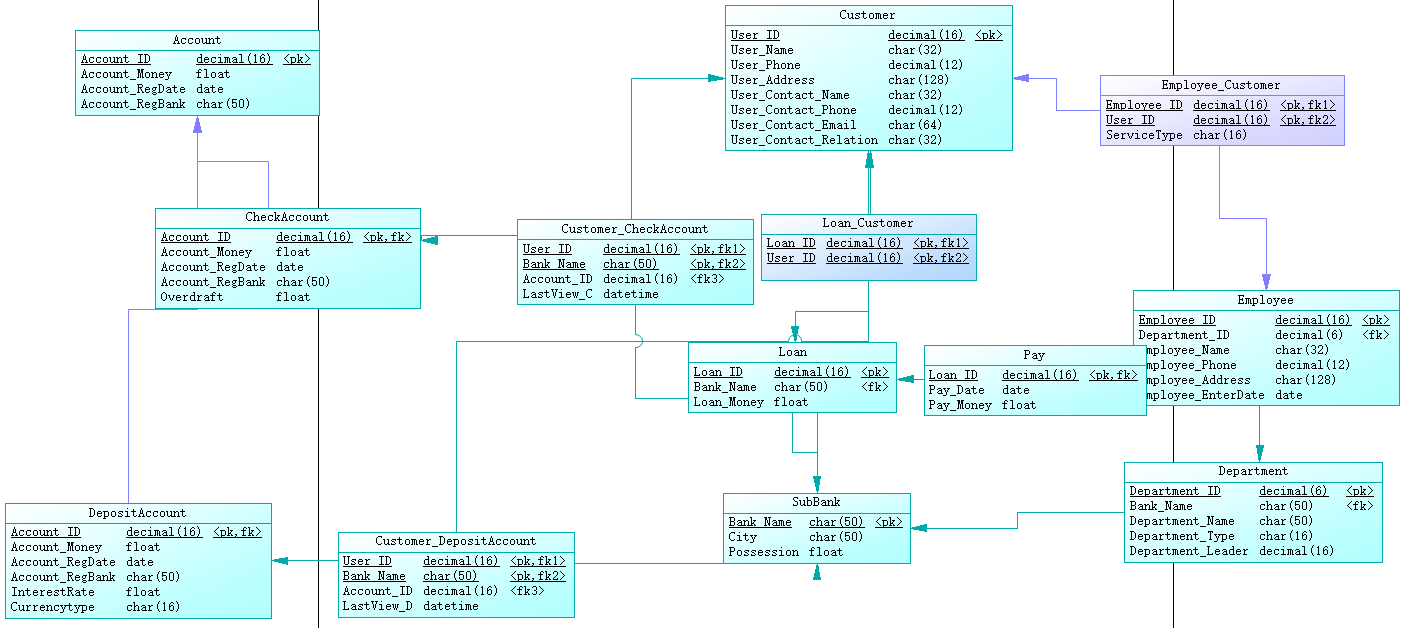 Account
Account_ID decimal(16) <pk>
Account_Money float
Account_RegDate date
Account_RegBank char(50)
Customer
User_ID decimal(16) <pk>
User_Name char(32)
User_Phone decimal(12)
User_Address char(128)
User_Contact_Name char(32)
User_Contact_Phone decimal(12)
User_Contact_Email char(64)
User_Contact_Relation char(32)
Employee_Customer
Employee_ID decimal(16) <pk,fk1>
User_ID decimal(16) <pk,fk2>
ServiceType char(16)
CheckAccount
Account_ID decimal(16) <pk,fk>
Account_Money float
Account_RegDate date
Account_RegBank char(50)
Overdraft float
Customer_CheckAccount
User_ID decimal(16) <pk,fk1>
Bank_Name char(50) <pk,fk2>
Account_ID decimal(16) <fk3>
LastView_C datetime
Loan_Customer
Loan_ID decimal(16) <pk,fk1>
User_ID decimal(16) <pk,fk2>
Employee
Employee_ID decimal(16) <pk>
Department_ID decimal(6) <fk>
mployee_Name char(32)
mployee_Phone decimal(12)
mployee_Address char(128)
mployee_EnterDate date
Loan
Loan_ID decimal(16) <pk>
Bank_Name char(50) <fk>
Loan_Money float
Pay
Loan_ID decimal(16) <pk,fk>
Pay_Date date
Pay_Money float
Department
Department_ID decimal(6) <pk>
Bank_Name char(50) <fk>
Department_Name char(50)
Department_Type char(16)
Department_Leader decimal(16)
SubBank
Bank_Name char(50) <pk>
City char(50)
Possession float
DepositAccount
Account_ID decimal(16) <pk,fk>
Account_Money float
Account_RegDate date
Account_RegBank char(50)
InterestRate float
Currencytype char(16)
Customer_DepositAccount
User_ID decimal(16) <pk,fk1>
Bank_Name char(50) <pk,fk2>
Account_ID decimal(16) <fk3>
LastView_D datetime